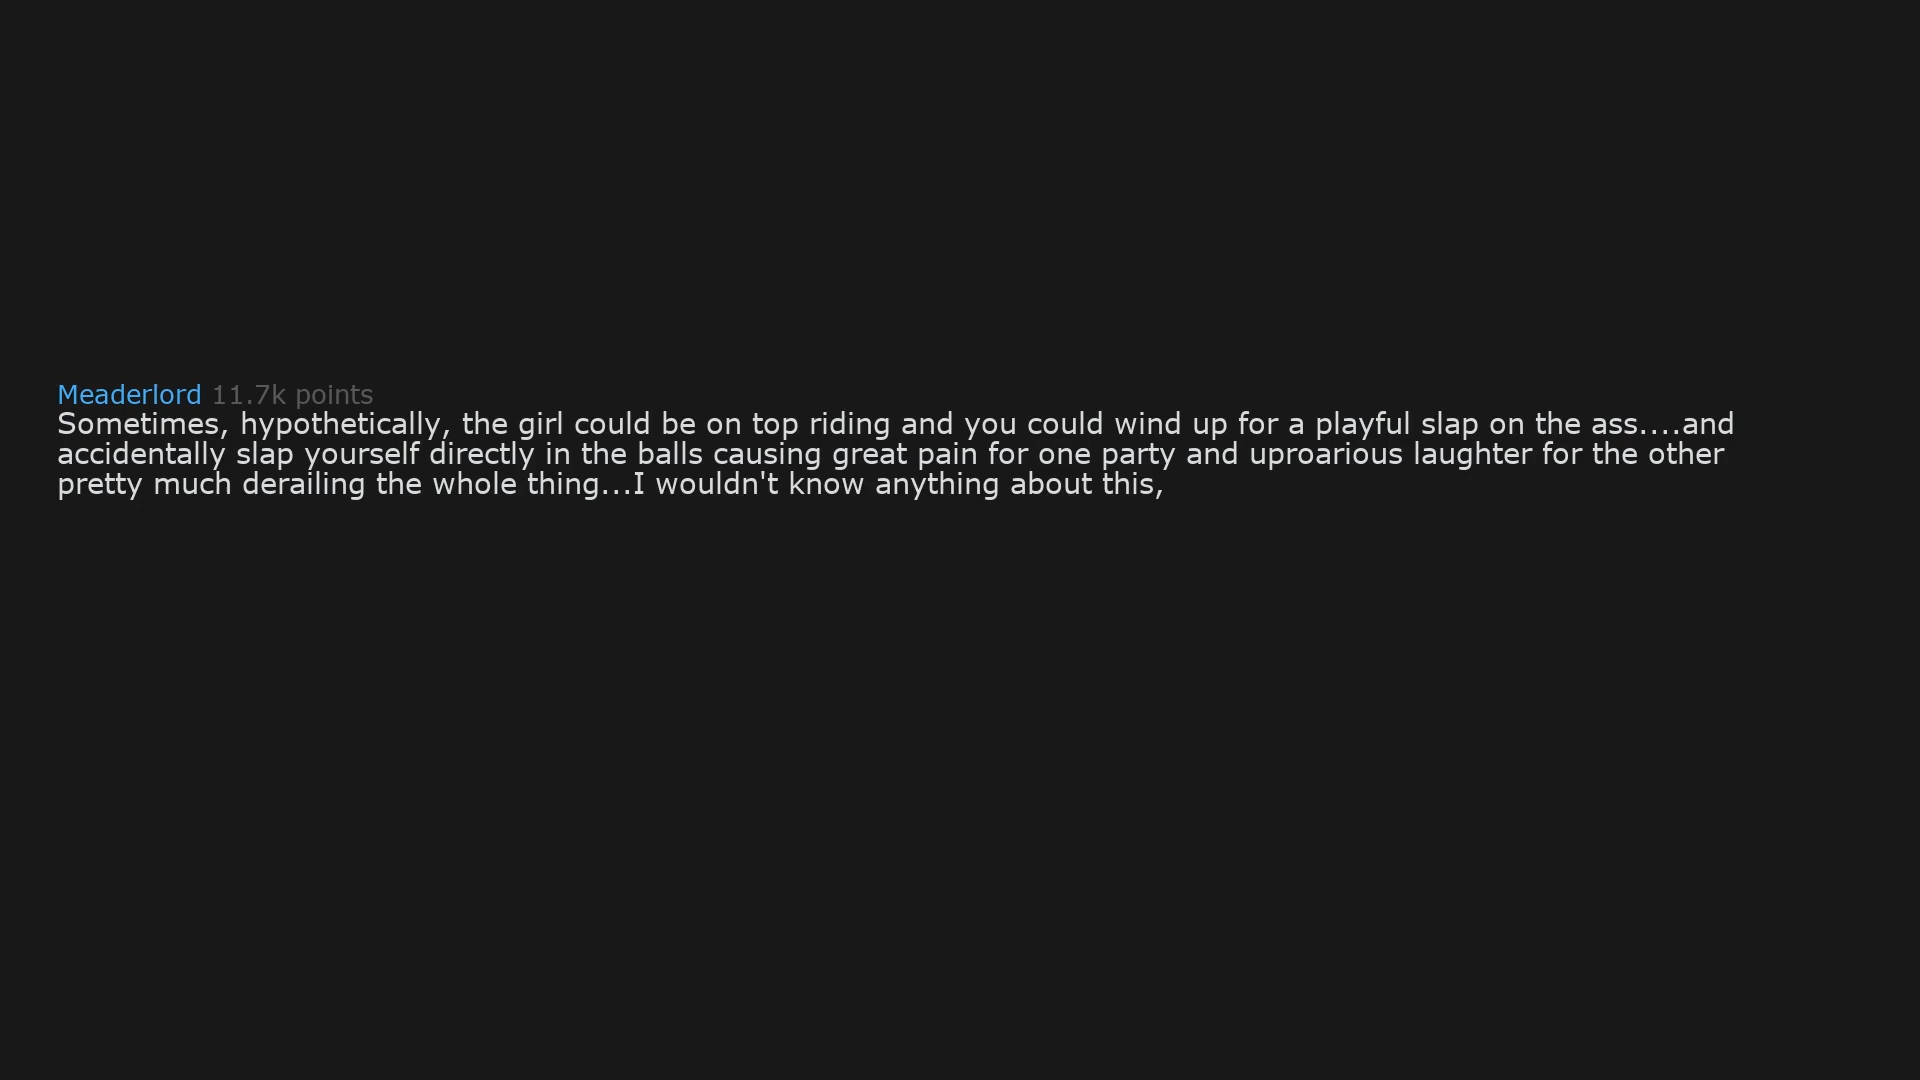 Meaderlord 11.7k points
Sometimes, hypothetically, the girl could be on top riding and you could wind up for a playful slap on the ass....and
accidentally slap yourself directly in the balls causing great pain for one party and uproarious laughter for the other
pretty much derailing the whole thing...I wouldn't know anything about this,